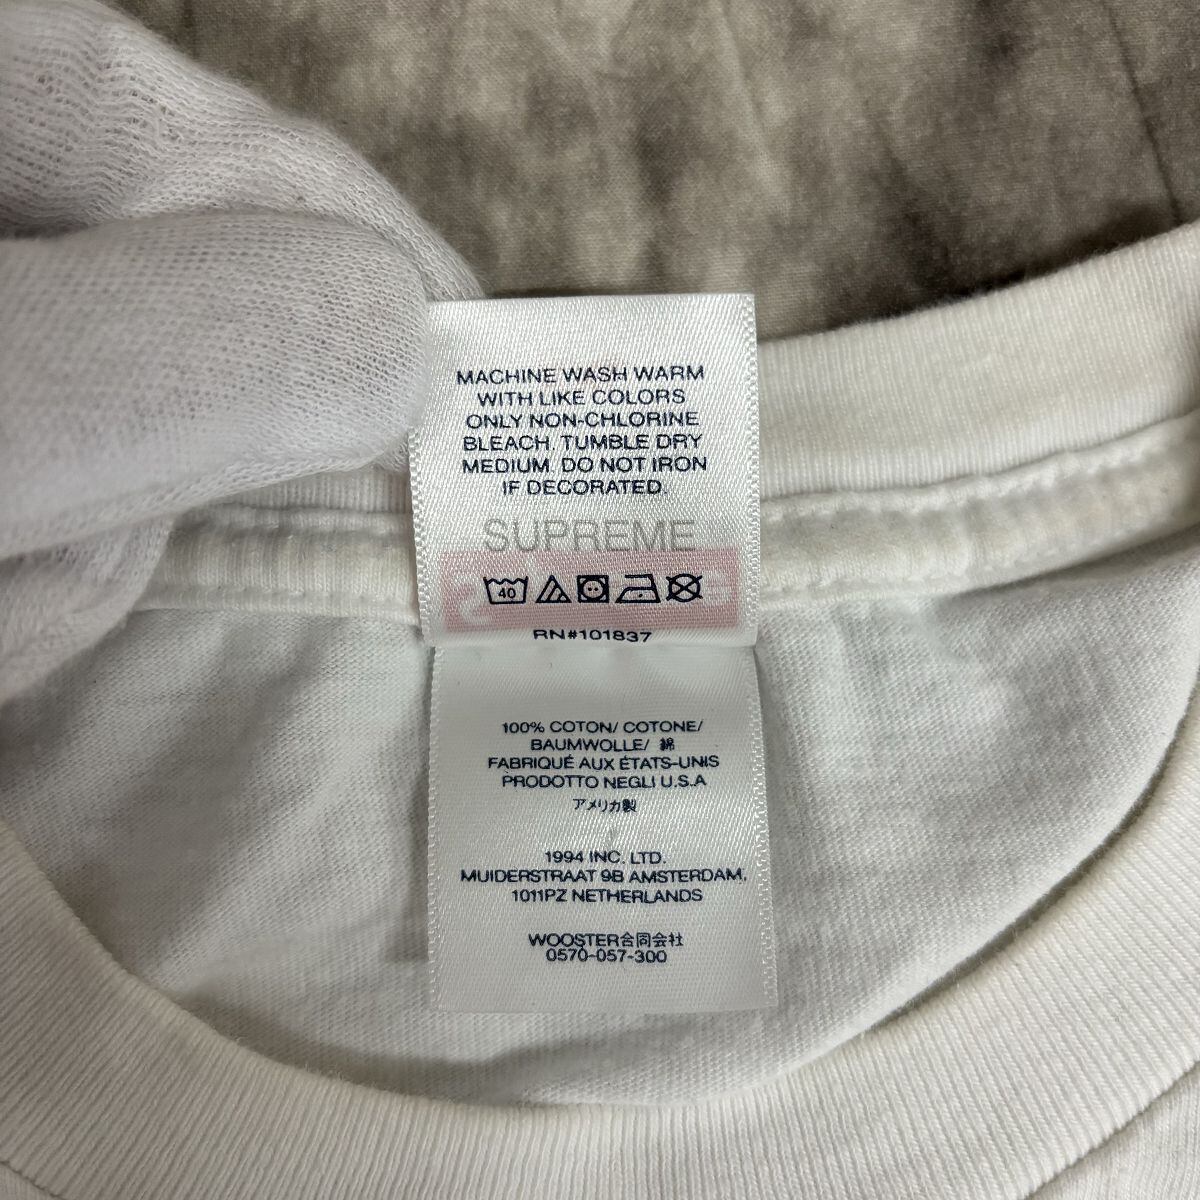 MACHINE WASH WARM
WITH LIKE COLORS
ONLY NON-CHLORINE
BLEACH. TUMBLE DRY
MEDIUM. DO NOT IRON
IF DECORATED.
SUPREME
40
RN#101837
100% COTON/ COTONE/
BAUMWOLLE/ 綿
FABRIQUÉ AUX ÉTATS-UNIS
PRODOTTO NEGLI U.S.A
アメリカ製
1994 INC. LTD.
MUIDERSTRAAT 9B AMSTERDAM,
1011PZ NETHERLANDS
WOOSTER合同会社
0570-057-300